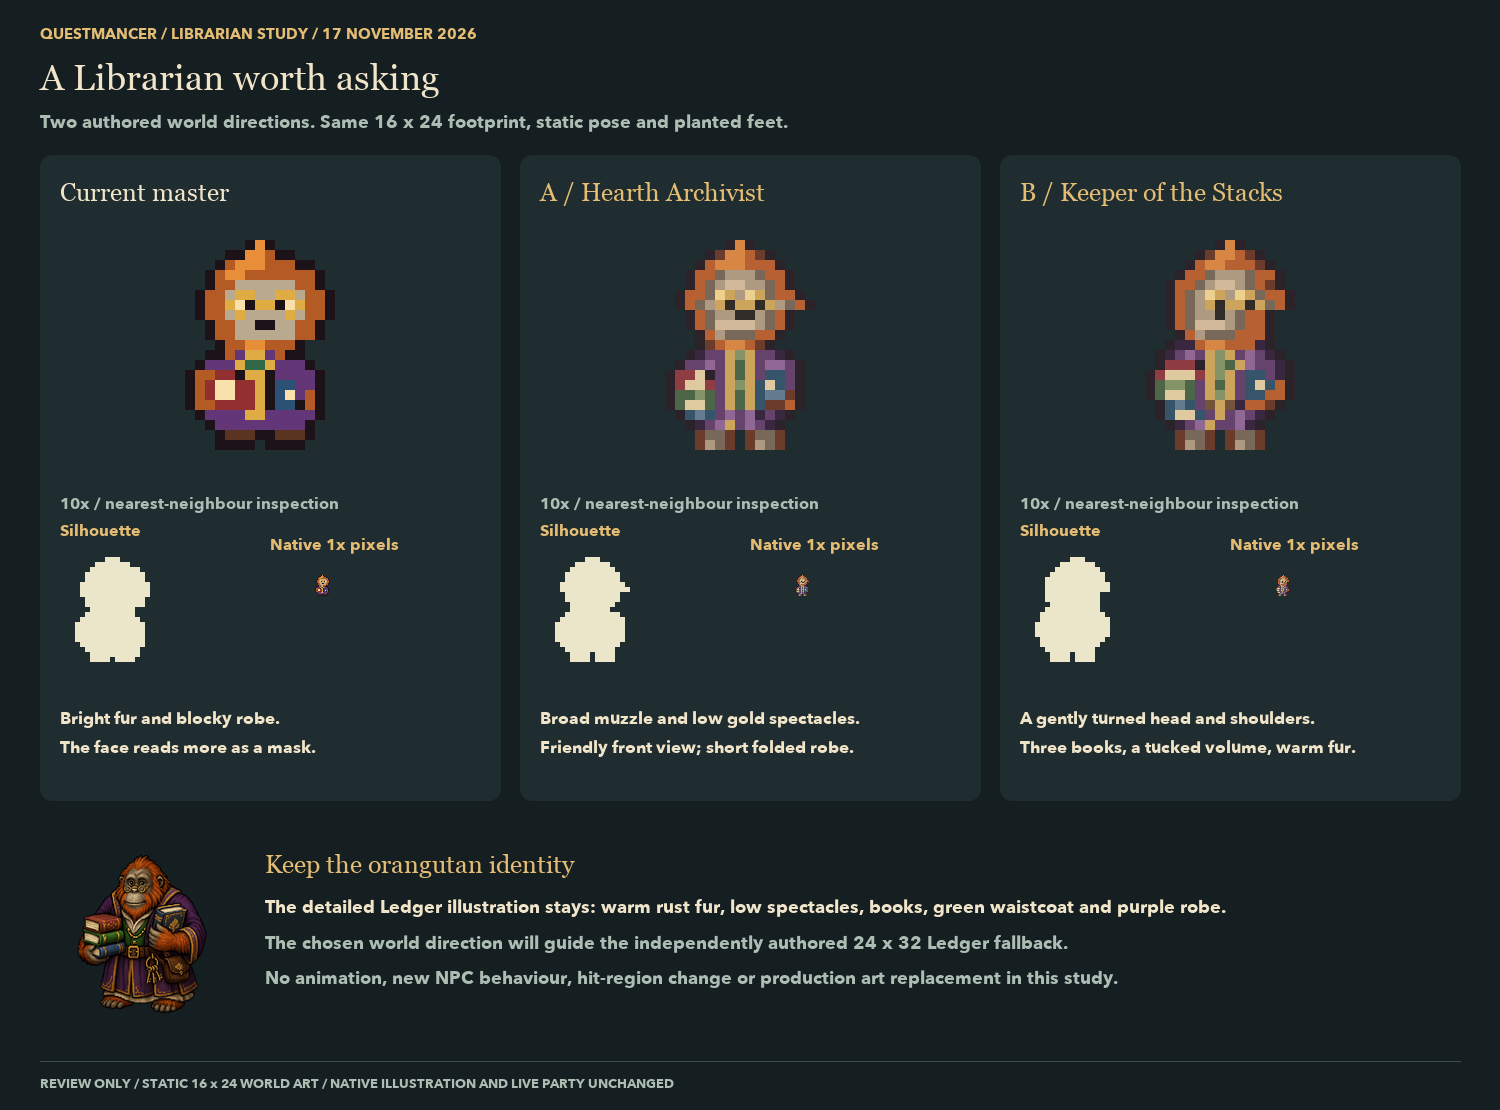 QUESTMANCER / LIBRARIAN STUDY / 17 NOVEMBER 2026
A Librarian worth asking
Two authored world directions. Same 16 x 24 footprint, static pose and planted feet.
Current master
10x / nearest-neighbour inspection
Silhouette
Native 1x pixels
Bright fur and blocky robe.
The face reads more as a mask.
A / Hearth Archivist
10x / nearest-neighbour inspection
Silhouette
Native 1x pixels
Broad muzzle and low gold spectacles.
Friendly front view; short folded robe.
B / Keeper of the Stacks
10x / nearest-neighbour inspection
Silhouette
Native 1x pixels
A gently turned head and shoulders.
Three books, a tucked volume, warm fur.
Keep the orangutan identity
The detailed Ledger illustration stays: warm rust fur, low spectacles, books, green waistcoat and purple robe.
The chosen world direction will guide the independently authored 24 x 32 Ledger fallback.
No animation, new NPC behaviour, hit-region change or production art replacement in this study.
REVIEW ONLY / STATIC 16 x 24 WORLD ART / NATIVE ILLUSTRATION AND LIVE PARTY UNCHANGED